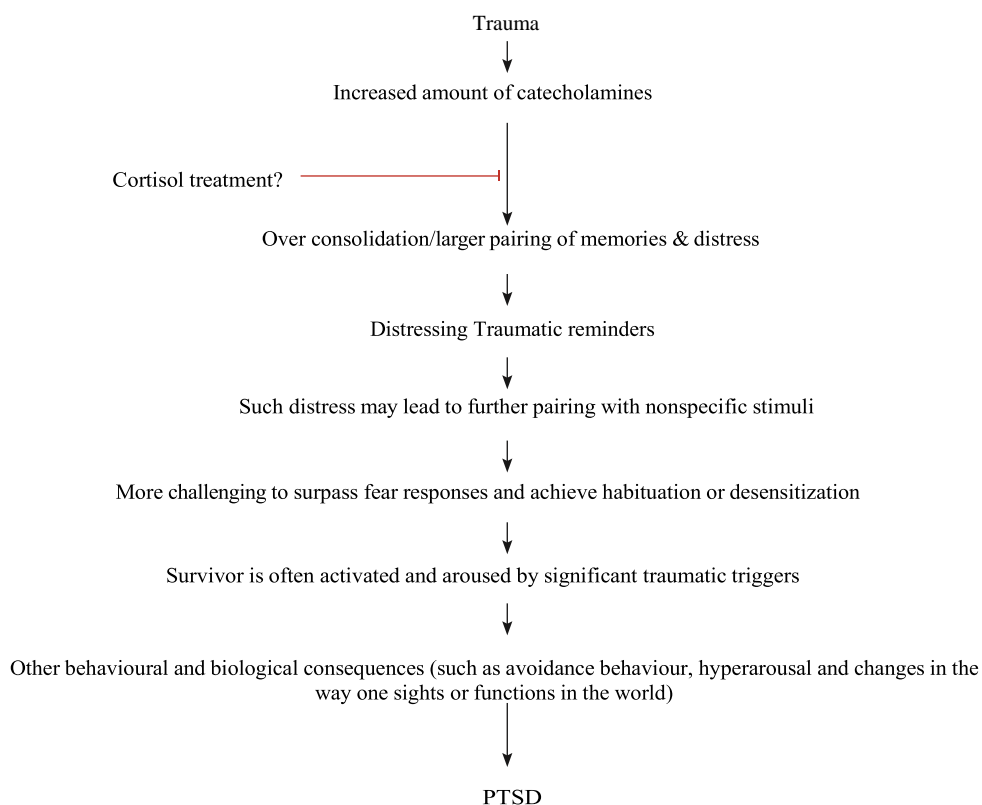 Trauma
Increased amount of catecholamines
Cortisol treatment?
Over consolidation/larger pairing of memories & distress
Distressing Traumatic reminders
Such distress may lead to further pairing with nonspecific stimuli
More challenging to surpass fear responses and achieve habituation or desensitization
Survivor is often activated and aroused by significant traumatic triggers
Other behavioural and biological consequences (such as avoidance behaviour, hyperarousal and changes in the
way one sights or functions in the world)
PTSD